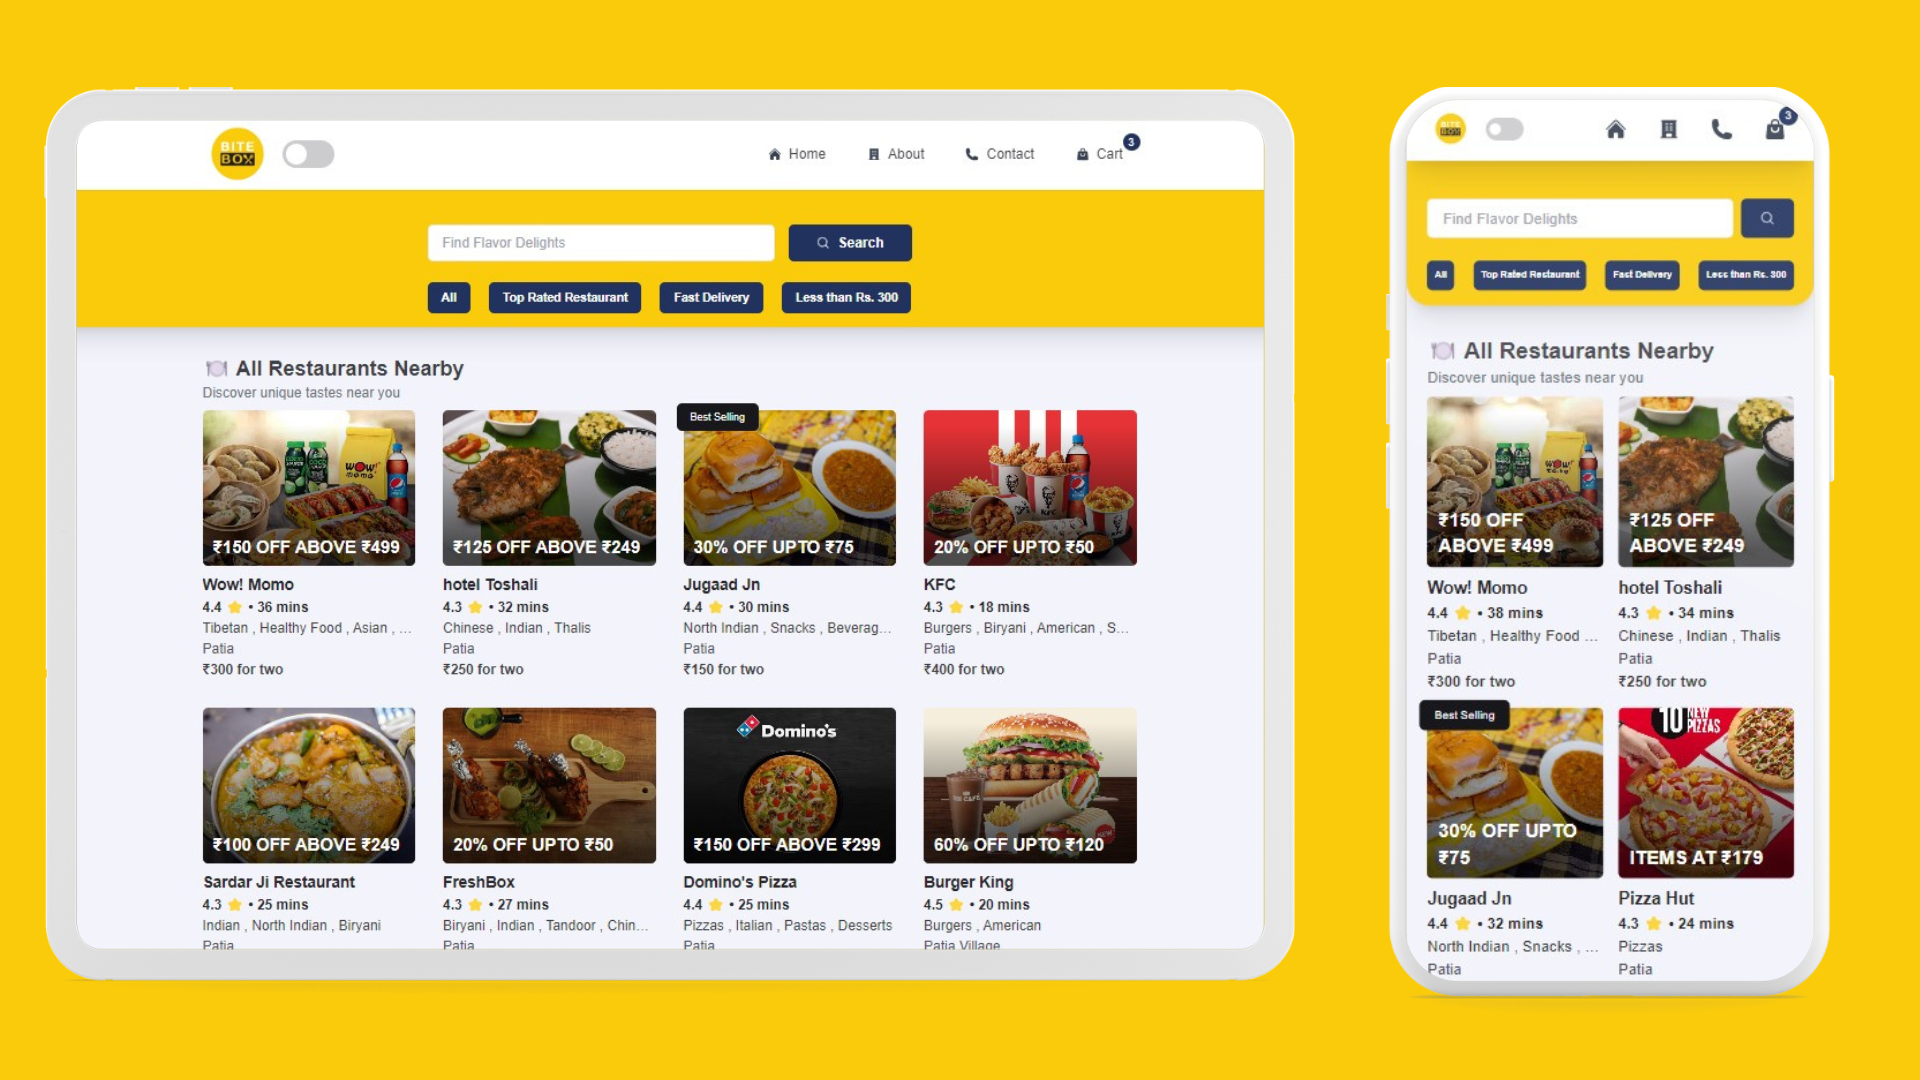 BITE
BOX
Home
About
Contact
Cart
3
Find Flavor Delights
Search
All
Top Rated Restaurant
Fast Delivery
Less than Rs. 300
All Restaurants Nearby
Discover unique tastes near you
WOW!
MOMO
₹150 OFF ABOVE ₹499
Wow! Momo
4.4 • 36 mins
Tibetan , Healthy Food , Asian , ...
Patia
₹300 for two
₹125 OFF ABOVE ₹249
hotel Toshali
4.3 • 32 mins
Chinese , Indian , Thalis
Patia
₹250 for two
Best Selling
30% OFF UPTO ₹75
Jugaad Jn
4.4 • 30 mins
North Indian , Snacks , Beverag...
Patia
₹150 for two
KFC
20% OFF UPTO ₹50
KFC
4.3 • 18 mins
Burgers , Biryani , American , S...
Patia
₹400 for two
₹100 OFF ABOVE ₹249
Sardar Ji Restaurant
4.3 • 25 mins
Indian , North Indian , Biryani
Patia
20% OFF UPTO ₹50
FreshBox
4.3 • 27 mins
Biryani , Indian , Tandoor , Chin...
Patia
Domino's
₹150 OFF ABOVE ₹299
Domino's Pizza
4.4 • 25 mins
Pizzas , Italian , Pastas , Desserts
Patia
60% OFF UPTO ₹120
Burger King
4.5 • 20 mins
Burgers , American
Patia Village
BITE
BOX
3
Find Flavor Delights
All
Top Rated Restaurant
Fast Delivery
Less than Rs. 300
All Restaurants Nearby
Discover unique tastes near you
WOW!
₹150 OFF
ABOVE ₹499
Wow! Momo
4.4 • 38 mins
Tibetan , Healthy Food ...
Patia
₹300 for two
₹125 OFF
ABOVE ₹249
hotel Toshali
4.3 • 34 mins
Chinese , Indian , Thalis
Patia
₹250 for two
Best Selling
30% OFF UPTO
₹75
Jugaad Jn
4.4 • 32 mins
North Indian , Snacks , ...
Patia
10 NEW
PIZZAS
ITEMS AT ₹179
Pizza Hut
4.3 • 24 mins
Pizzas
Patia